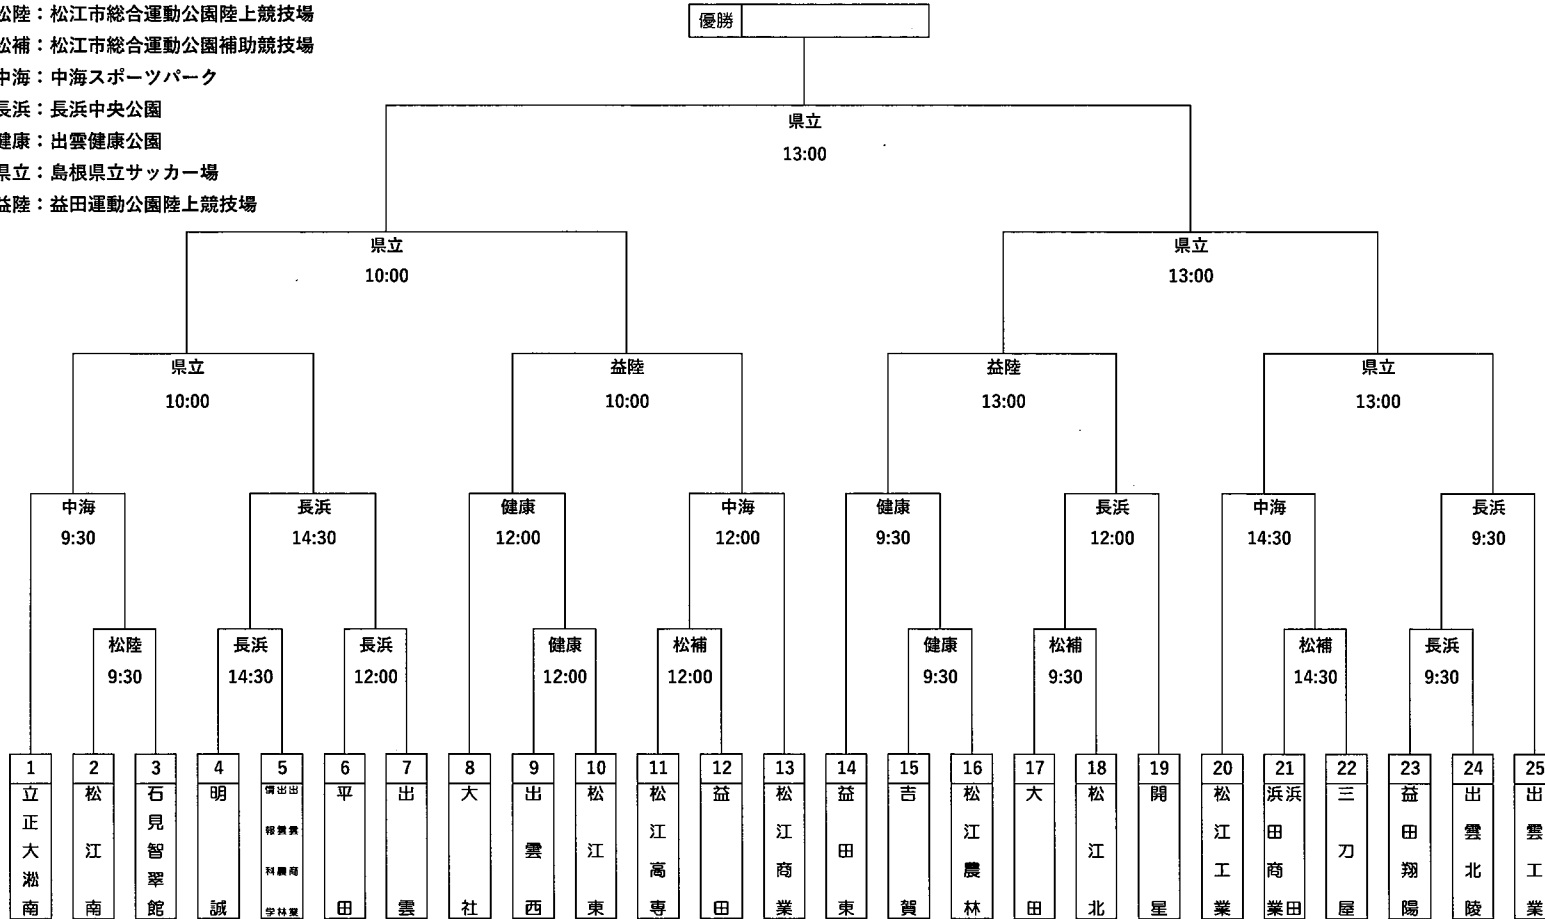 松陸：松江市総合運動公園陸上競技場
松補：松江市総合運動公園補助競技場
中海：中海スポーツパーク
長浜：長浜中央公園
健康：出雲健康公園
県立：島根県立サッカー場
益陸：益田運動公園陸上競技場
優勝
県立
13:00
県立
10:00
県立
13:00
県立
10:00
益陸
10:00
益陸
13:00
県立
13:00
中海
9:30
長浜
14:30
健康
12:00
中海
12:00
健康
9:30
長浜
12:00
中海
14:30
長浜
9:30
松陸
9:30
長浜
14:30
長浜
12:00
健康
12:00
松補
12:00
健康
9:30
松補
9:30
松補
14:30
長浜
9:30
1
立正大淞南
2
松江南
3
石見智翠館
4
明誠
5
出雲商業
出雲農林
情報科学
6
平田
7
出雲
8
大社
9
出雲西
10
松江東
11
松江高専
12
益田
13
松江商業
14
益田東
15
吉賀
16
松江農林
17
大田
18
松江北
19
開星
20
松江工業
21
浜田
浜田商業
22
三刀屋
23
益田翔陽
24
出雲北陵
25
出雲工業